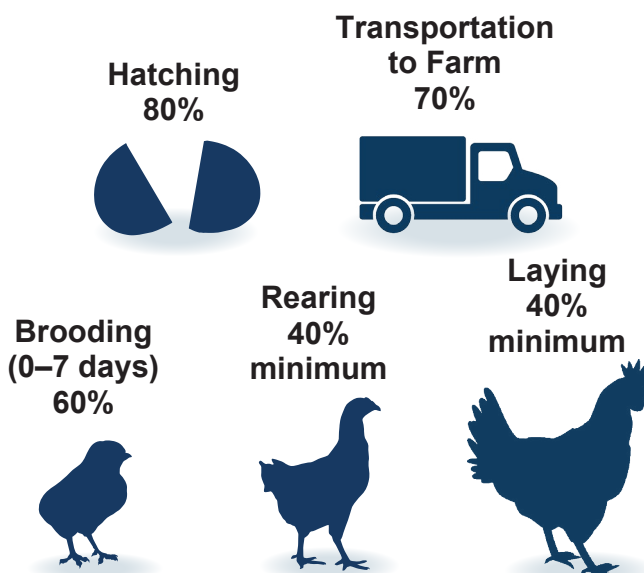 Hatching
80%
Transportation
to Farm
70%
Brooding
(0–7 days)
60%
Rearing
40%
minimum
Laying
40%
minimum